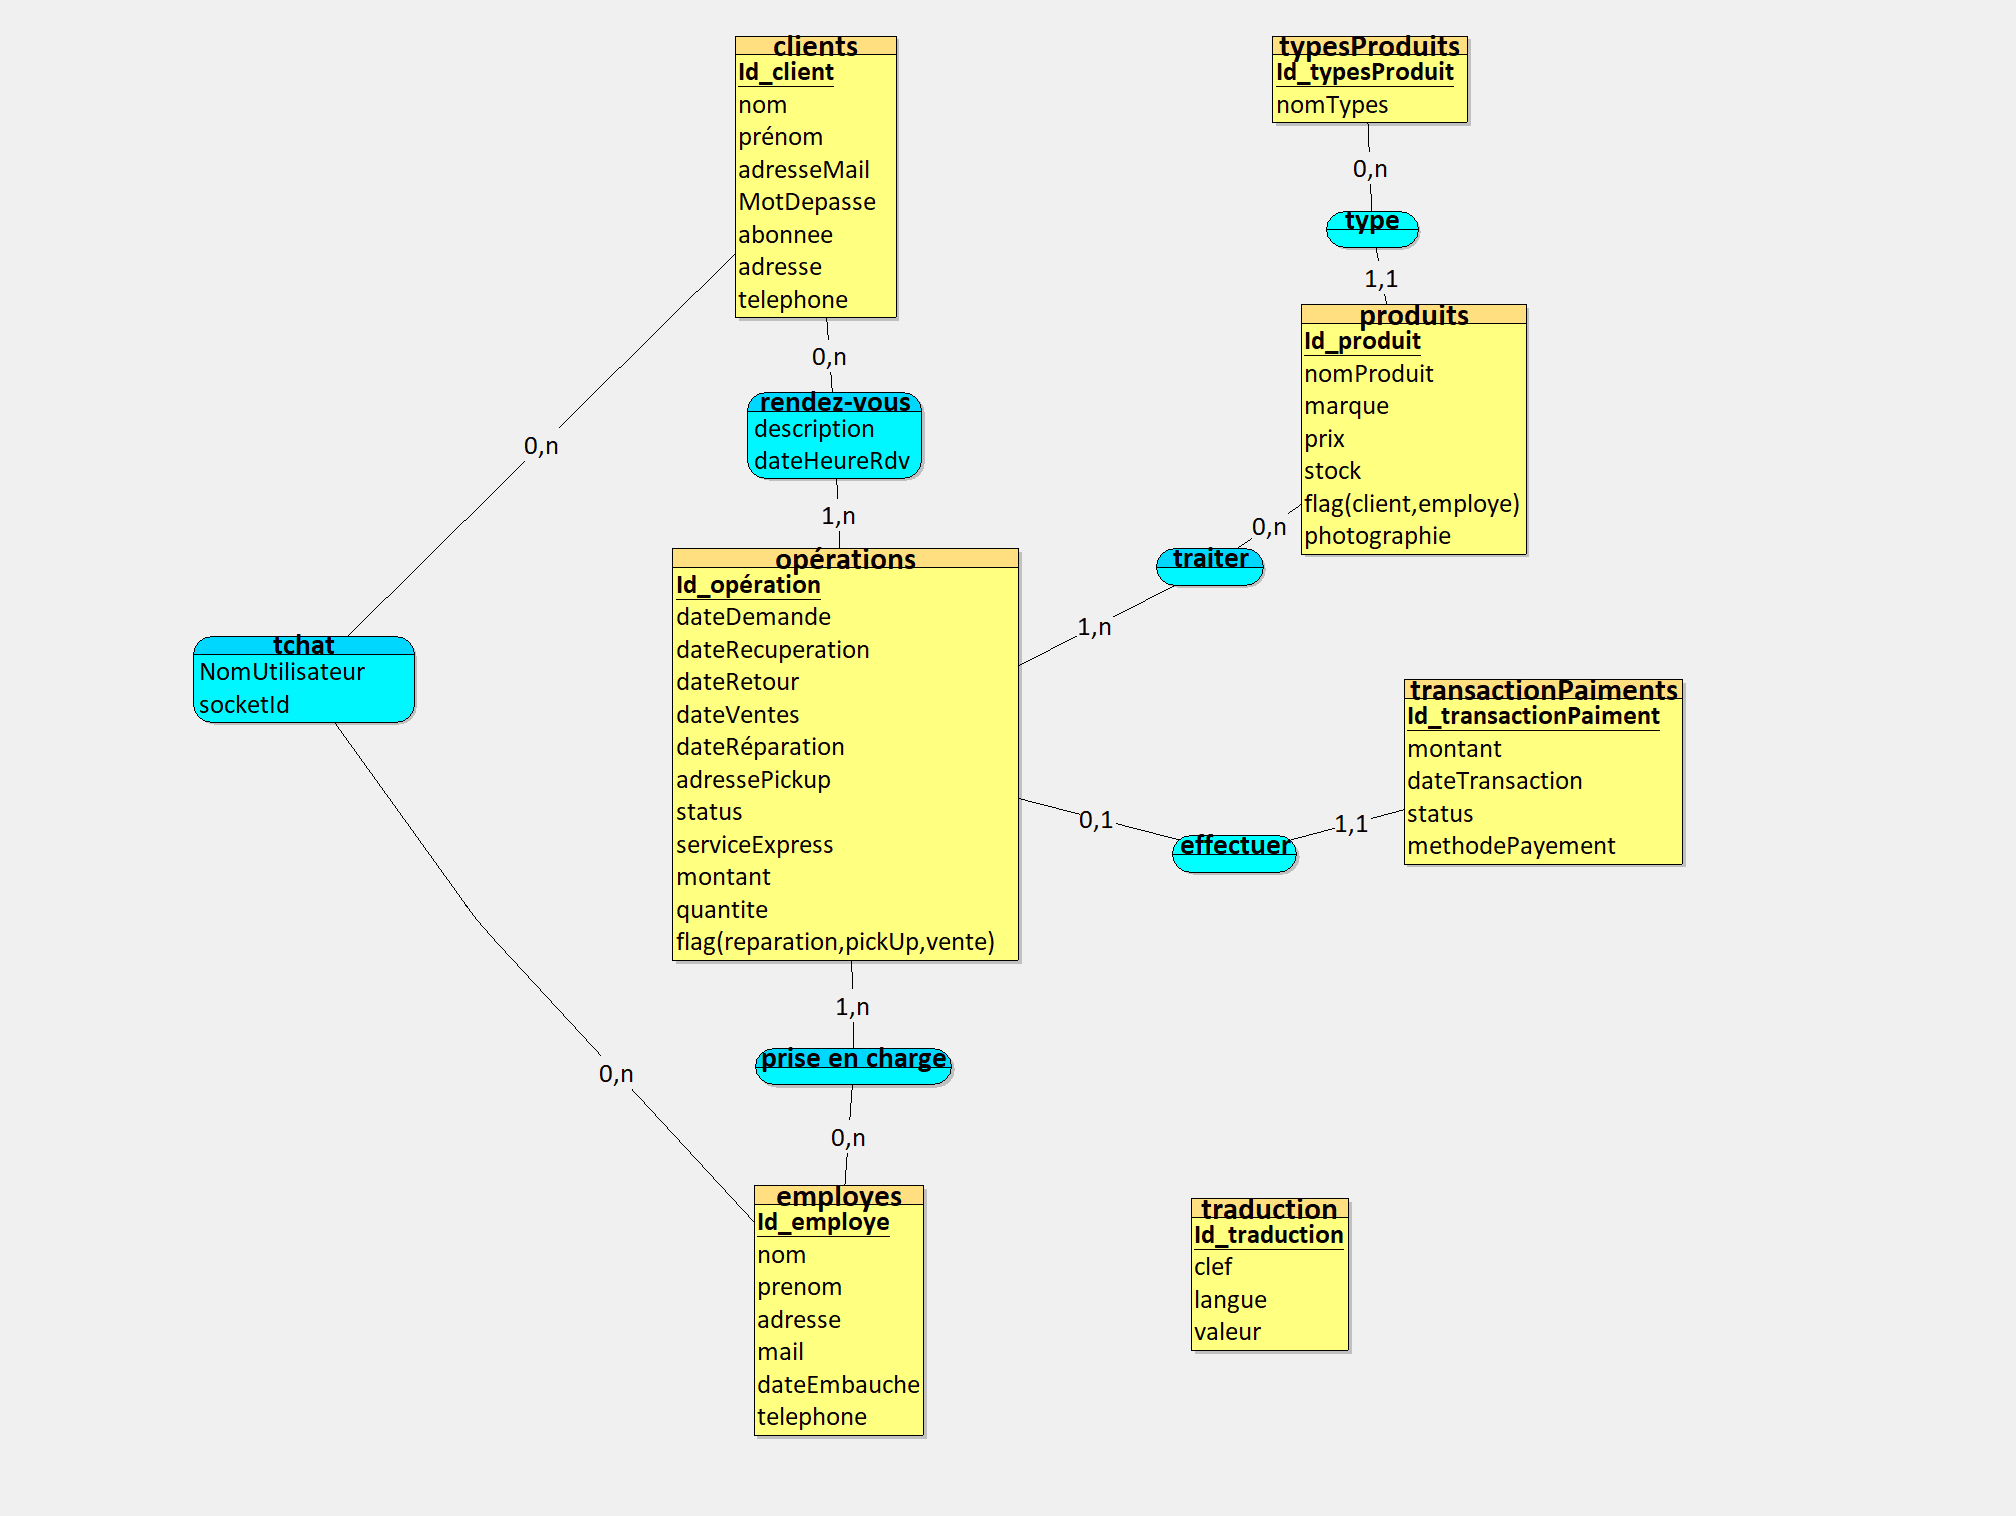 clients
Id_client
nom
prénom
adresseMail
MotDepasse
abonnee
adresse
telephone
typesProduits
Id_typesProduit
nomTypes
0,n
type
1,1
produits
Id_produit
nomProduit
marque
prix
stock
flag(client,employe)
photographie
0,n
rendez-vous
description
dateHeureRdv
1,n
0,n
opérations
Id_opération
dateDemande
dateRecuperation
dateRetour
dateVentes
dateRéparation
adressePickup
status
serviceExpress
montant
quantite
flag(reparation,pickUp,vente)
0,n
traiter
1,n
tchat
NomUtilisateur
socketId
transactionPaiments
Id_transactionPaiment
montant
dateTransaction
status
methodePayement
0,1
effectuer
1,1
1,n
prise en charge
0,n
0,n
employes
Id_employe
nom
prenom
adresse
mail
dateEmbauche
telephone
traduction
Id_traduction
clef
langue
valeur